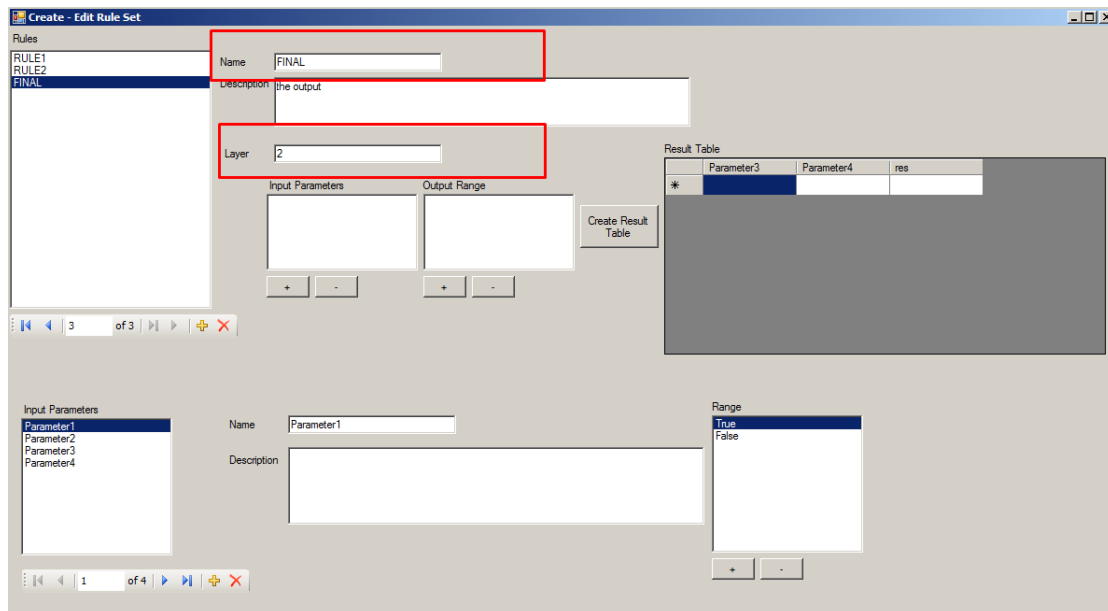 Create - Edit Rule Set
Rules
RULE1
RULE2
FINAL
Name
FINAL
Description
the output
Layer
2
Input Parameters
Output Range
+
-
+
-
Create Result
Table
Result Table
Parameter3
Parameter4
res
3
of 3
Input Parameters
Parameter1
Parameter2
Parameter3
Parameter4
Name
Parameter1
Description
Range
True
False
+
-
1
of 4